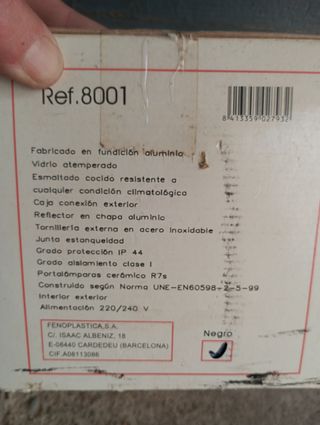 Ref.8001
8 413359 027932
Fabricado en fundición aluminio
Vidrio atemperado
Esmaltado cocido resistente a
cualquier condición climatológica
Caja conexión exterior
Reflector en chapa aluminio
Tornillería externa en acero inoxidable
Junta estanqueidad
Grado protección IP 44
Grado aislamiento clase I
Portalámparas cerámico R7s
Construido según Norma UNE-EN60598-2-5-99
Interior exterior
Alimentación 220/240 V
Negro
FENOPLASTICA,S.A.
C/. ISAAC ALBENIZ, 18
E-08440 CARDEDEU (BARCELONA)
CIF.A08113086